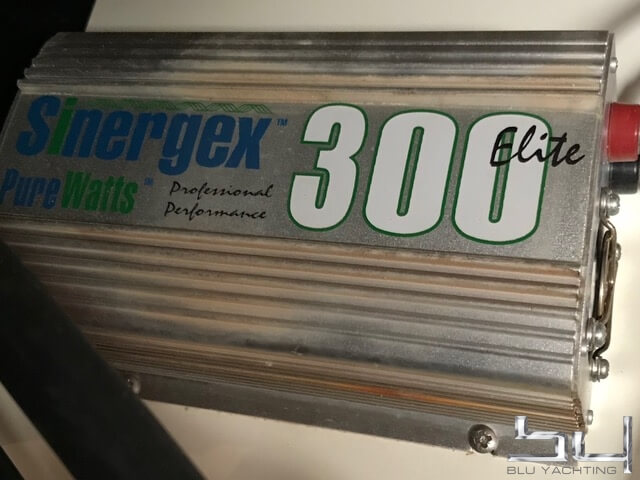 Sinergex™
PureWatts™
Professional
Performance
300
Elite
BLU YACHTING